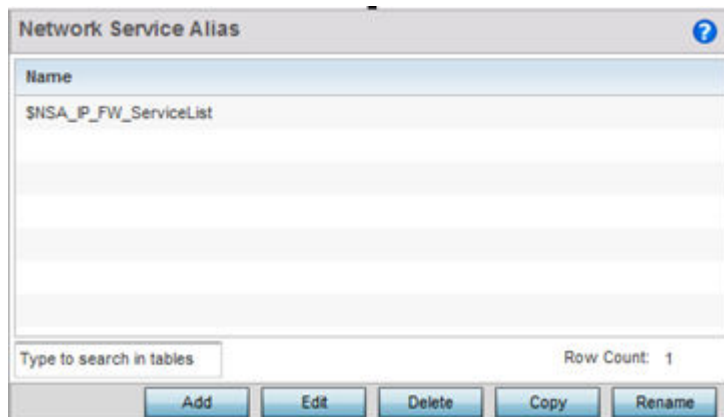 Network Service Alias
?
Name
$NSA_IP_FW_ServiceList
Type to search in tables
Row Count: 1
Add Edit Delete Copy Rename